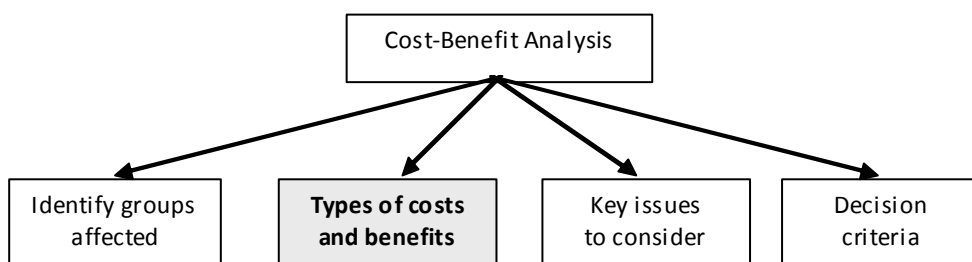 Cost-Benefit Analysis
Identify groups
affected
Types of costs
and benefits
Key issues
to consider
Decision
criteria